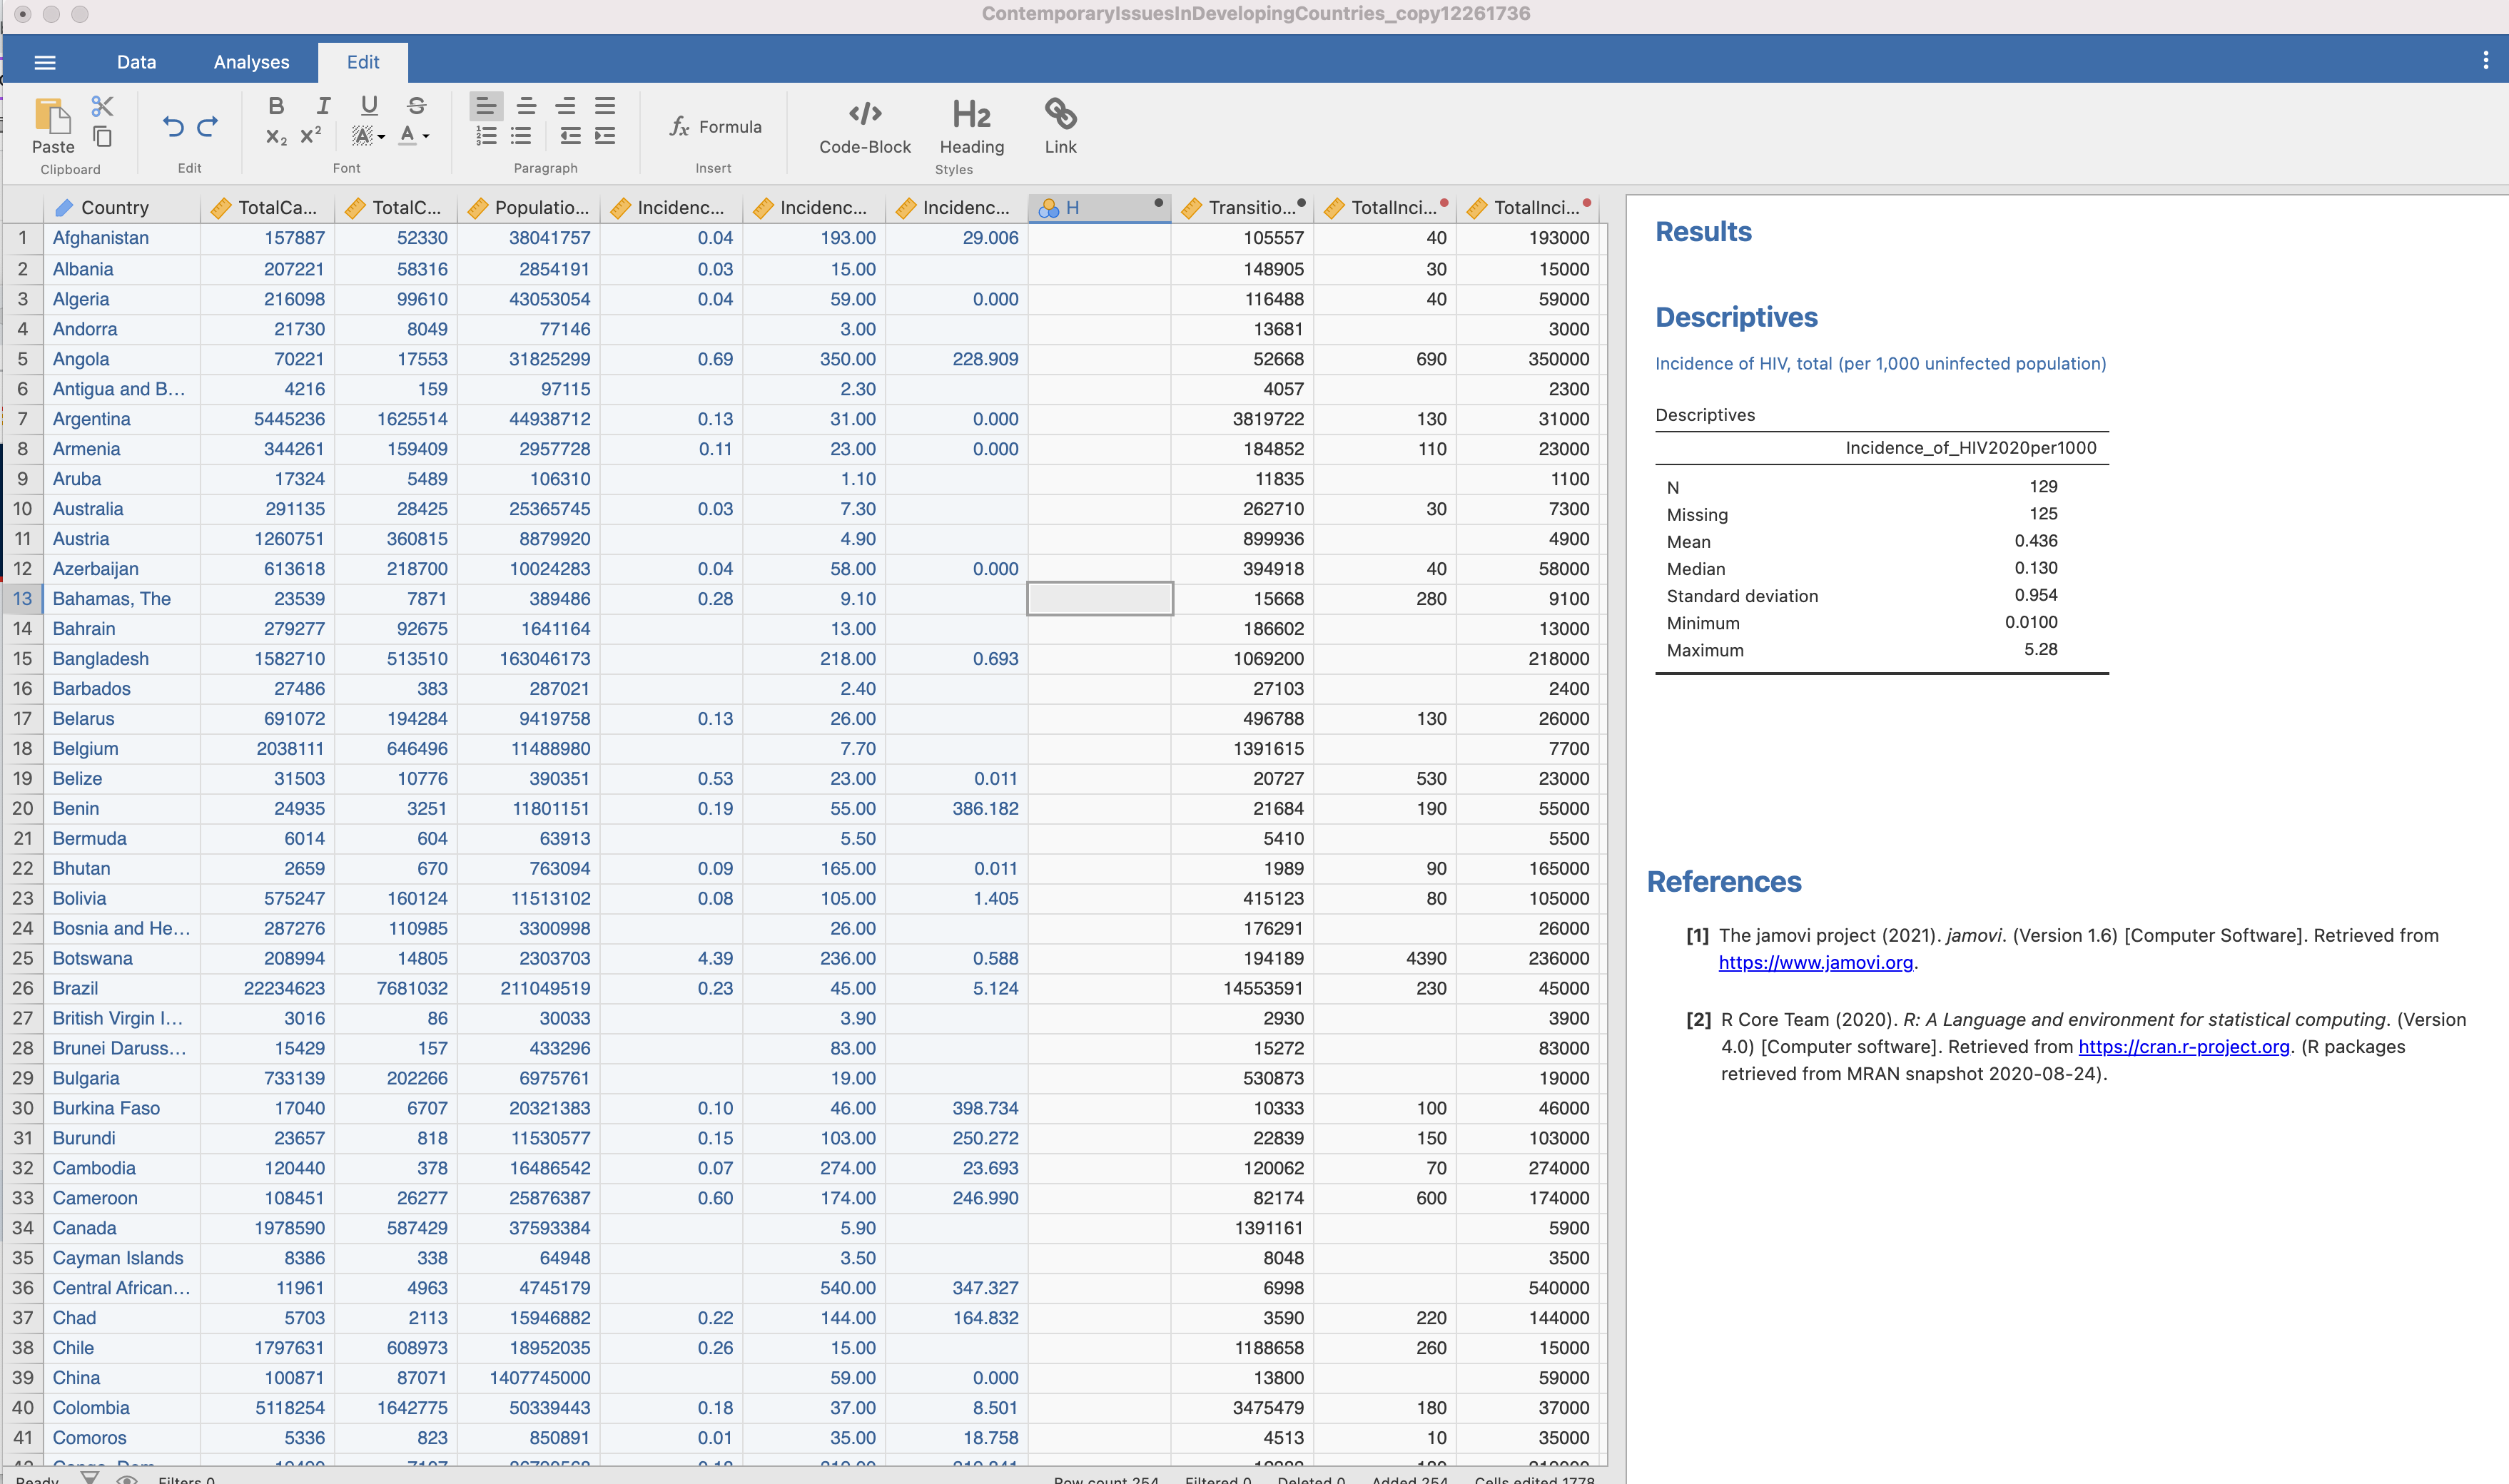 ContemporaryIssuesInDevelopingCountries_copy12261736
Data Analyses Edit
Paste
Clipboard
Edit
B I U S
X₂ X² A A
Font
Paragraph
fx Formula
Insert
</> Code-Block
H2 Heading
Link
Styles
Country TotalCa... TotalC... Populatio... Incidenc... Incidenc... Incidenc... H Transitio... TotalInci... TotalInci...
1 Afghanistan 157887 52330 38041757 0.04 193.00 29.006 105557 40 193000
2 Albania 207221 58316 2854191 0.03 15.00 148905 30 15000
3 Algeria 216098 99610 43053054 0.04 59.00 0.000 116488 40 59000
4 Andorra 21730 8049 77146 3.00 13681 3000
5 Angola 70221 17553 31825299 0.69 350.00 228.909 52668 690 350000
6 Antigua and B... 4216 159 97115 2.30 4057 2300
7 Argentina 5445236 1625514 44938712 0.13 31.00 0.000 3819722 130 31000
8 Armenia 344261 159409 2957728 0.11 23.00 0.000 184852 110 23000
9 Aruba 17324 5489 106310 1.10 11835 1100
10 Australia 291135 28425 25365745 0.03 7.30 262710 30 7300
11 Austria 1260751 360815 8879920 4.90 899936 4900
12 Azerbaijan 613618 218700 10024283 0.04 58.00 0.000 394918 40 58000
13 Bahamas, The 23539 7871 389486 0.28 9.10 15668 280 9100
14 Bahrain 279277 92675 1641164 13.00 186602 13000
15 Bangladesh 1582710 513510 163046173 218.00 0.693 1069200 218000
16 Barbados 27486 383 287021 2.40 27103 2400
17 Belarus 691072 194284 9419758 0.13 26.00 496788 130 26000
18 Belgium 2038111 646496 11488980 7.70 1391615 7700
19 Belize 31503 10776 390351 0.53 23.00 0.011 20727 530 23000
20 Benin 24935 3251 11801151 0.19 55.00 386.182 21684 190 55000
21 Bermuda 6014 604 63913 5.50 5410 5500
22 Bhutan 2659 670 763094 0.09 165.00 0.011 1989 90 165000
23 Bolivia 575247 160124 11513102 0.08 105.00 1.405 415123 80 105000
24 Bosnia and He... 287276 110985 3300998 26.00 176291 26000
25 Botswana 208994 14805 2303703 4.39 236.00 0.588 194189 4390 236000
26 Brazil 22234623 7681032 211049519 0.23 45.00 5.124 14553591 230 45000
27 British Virgin I... 3016 86 30033 3.90 2930 3900
28 Brunei Daruss... 15429 157 433296 83.00 15272 83000
29 Bulgaria 733139 202266 6975761 19.00 530873 19000
30 Burkina Faso 17040 6707 20321383 0.10 46.00 398.734 10333 100 46000
31 Burundi 23657 818 11530577 0.15 103.00 250.272 22839 150 103000
32 Cambodia 120440 378 16486542 0.07 274.00 23.693 120062 70 274000
33 Cameroon 108451 26277 25876387 0.60 174.00 246.990 82174 600 174000
34 Canada 1978590 587429 37593384 5.90 1391161 5900
35 Cayman Islands 8386 338 64948 3.50 8048 3500
36 Central African... 11961 4963 4745179 540.00 347.327 6998 540000
37 Chad 5703 2113 15946882 0.22 144.00 164.832 3590 220 144000
38 Chile 1797631 608973 18952035 0.26 15.00 1188658 260 15000
39 China 100871 87071 1407745000 59.00 0.000 13800 59000
40 Colombia 5118254 1642775 50339443 0.18 37.00 8.501 3475479 180 37000
41 Comoros 5336 823 850891 0.01 35.00 18.758 4513 10 35000
Ready Filters 0 Row count 254 Filtered 0 Deleted 0 Added 254 Cells edited 1778
Results
Descriptives
Incidence of HIV, total (per 1,000 uninfected population)
Descriptives
Incidence_of_HIV2020per1000
N 129
Missing 125
Mean 0.436
Median 0.130
Standard deviation 0.954
Minimum 0.0100
Maximum 5.28
References
[1] The jamovi project (2021). jamovi. (Version 1.6) [Computer Software]. Retrieved from
https://www.jamovi.org.
[2] R Core Team (2020). R: A Language and environment for statistical computing. (Version
4.0) [Computer software]. Retrieved from https://cran.r-project.org. (R packages
retrieved from MRAN snapshot 2020-08-24).